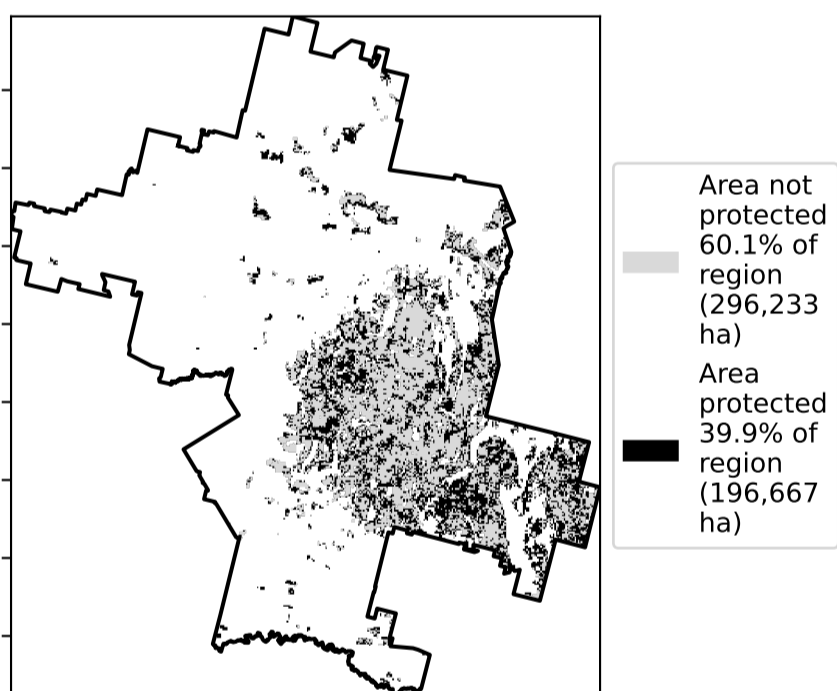 Area not
protected
60.1% of
region
(296,233
ha)
Area
protected
39.9% of
region
(196,667
ha)